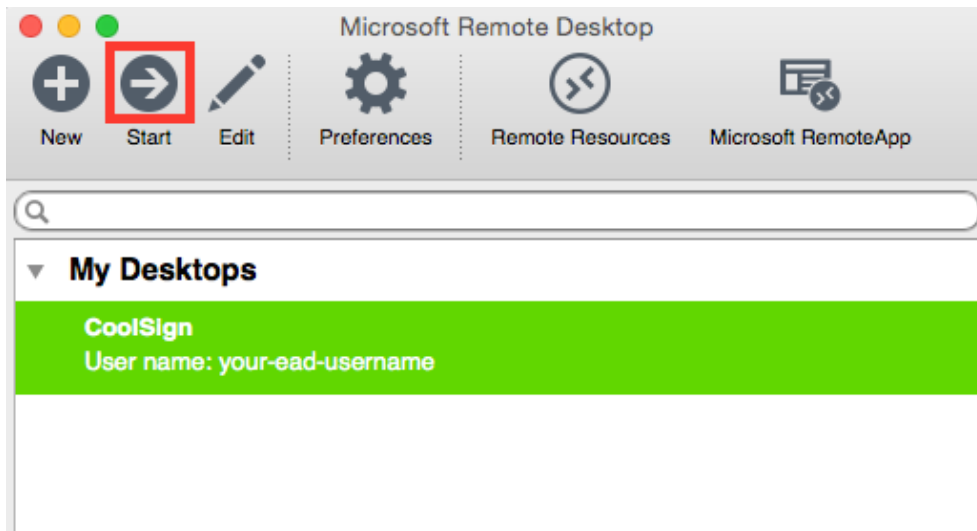 Microsoft Remote Desktop
New Start Edit Preferences Remote Resources Microsoft RemoteApp
My Desktops
CoolSign
User name: your-ead-username